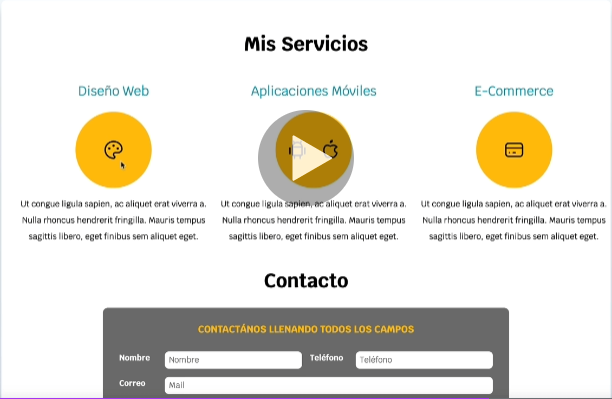 Mis Servicios
Diseño Web
Aplicaciones Móviles
E-Commerce
Ut congue ligula sapien, ac aliquet erat viverra a.
Nulla rhoncus hendrerit fringilla. Mauris tempus
sagittis libero, eget finibus sem aliquet eget.
Ut congue ligula sapien, ac aliquet erat viverra a.
Nulla rhoncus hendrerit fringilla. Mauris tempus
sagittis libero, eget finibus sem aliquet eget.
Ut congue ligula sapien, ac aliquet erat viverra a.
Nulla rhoncus hendrerit fringilla. Mauris tempus
sagittis libero, eget finibus sem aliquet eget.
Contacto
CONTACTÁNOS LLENANDO TODOS LOS CAMPOS
Nombre Nombre Teléfono Teléfono
Correo Mail